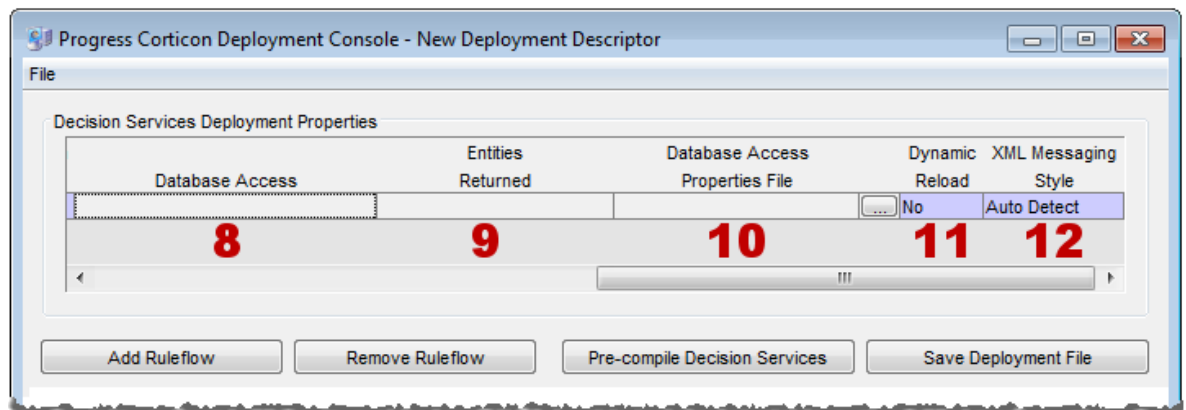 Progress Corticon Deployment Console - New Deployment Descriptor
File
Decision Services Deployment Properties
Entities Database Access Dynamic XML Messaging
Database Access Returned Properties File Reload Style
... No Auto Detect
8 9 10 11 12
Add Ruleflow Remove Ruleflow Pre-compile Decision Services Save Deployment File